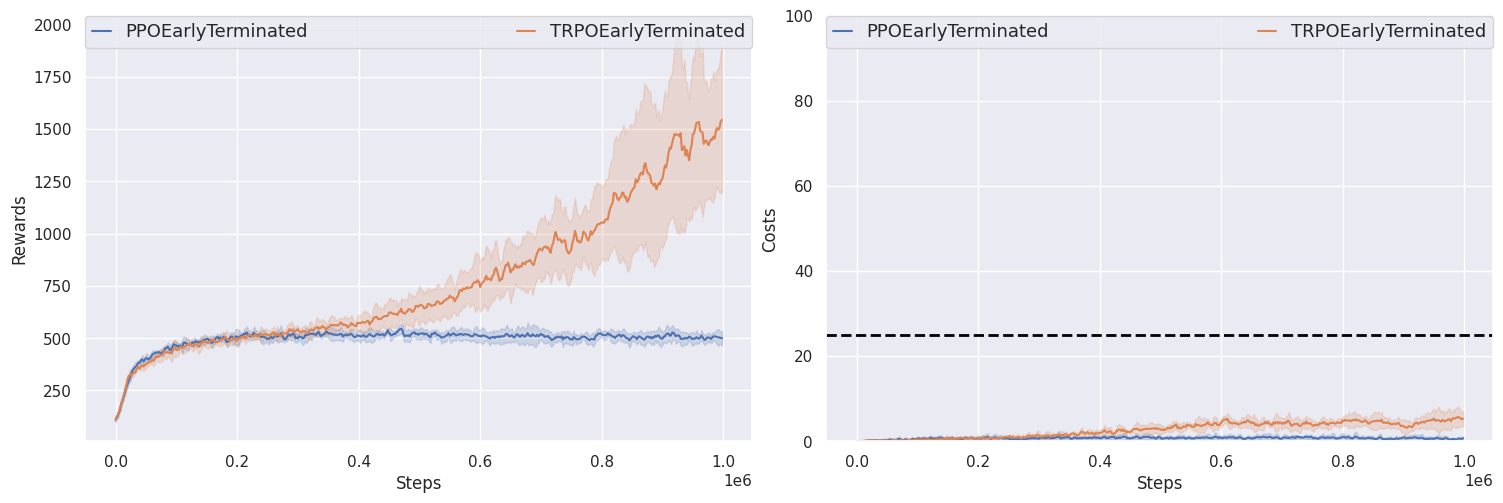 PPOEarlyTerminated TRPOEarlyTerminated
2000
1750
1500
1250
1000
750
500
250
Rewards
0.0 0.2 0.4 0.6 0.8 1.0
1e6
Steps
PPOEarlyTerminated TRPOEarlyTerminated
100
80
60
40
20
0
Costs
0.0 0.2 0.4 0.6 0.8 1.0
1e6
Steps